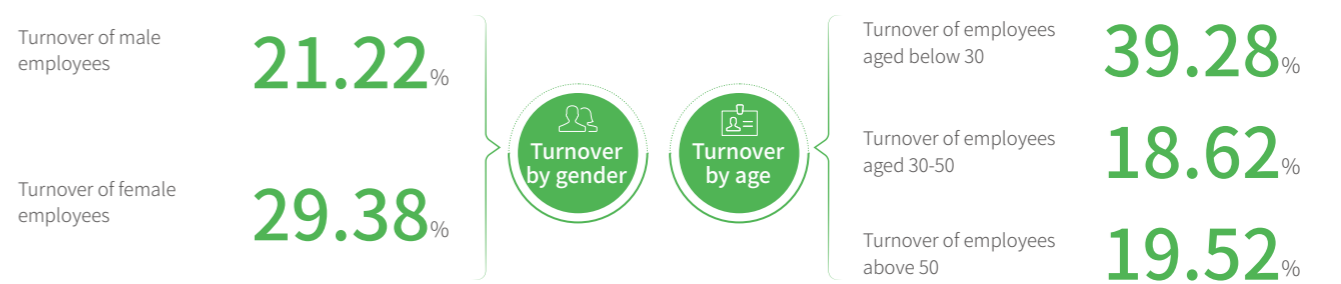 Turnover of male
employees
21.22%
Turnover of female
employees
29.38%
Turnover
by gender
Turnover
by age
Turnover of employees
aged below 30
39.28%
Turnover of employees
aged 30-50
18.62%
Turnover of employees
above 50
19.52%